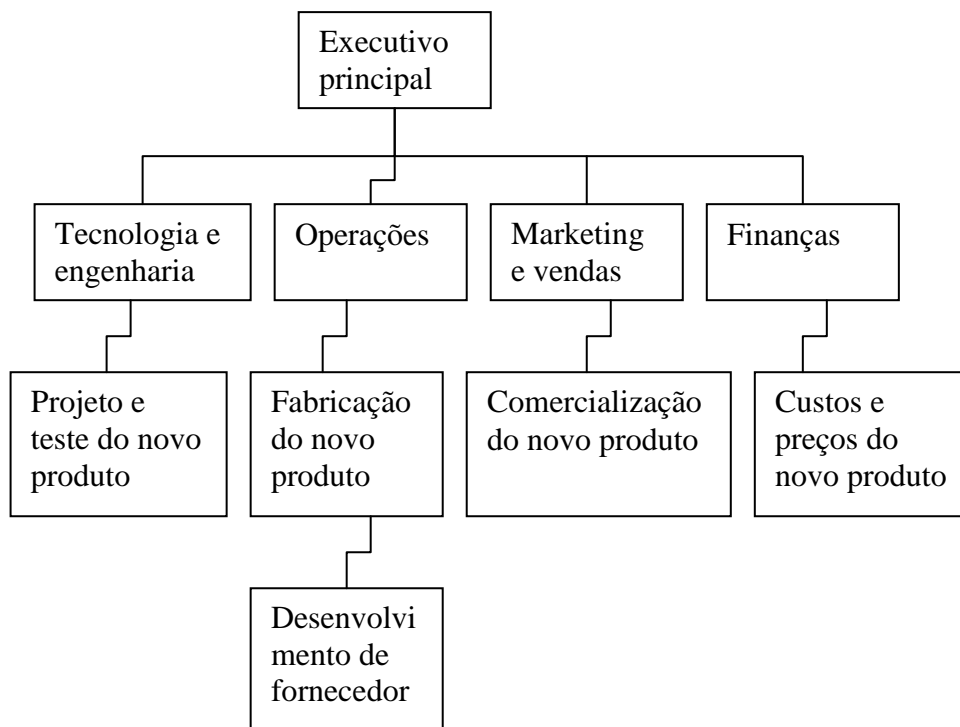 Executivo
principal
Tecnologia e
engenharia
Operações
Marketing
e vendas
Finanças
Projeto e
teste do novo
produto
Fabricação
do novo
produto
Comercialização
do novo produto
Custos e
preços do
novo produto
Desenvolvi
mento de
fornecedor